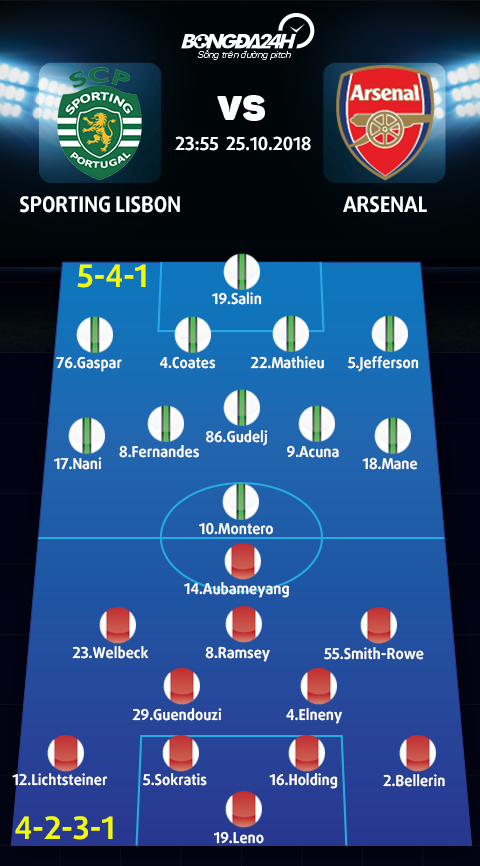 BONGDA24H
Sống trên đường pitch
SCP
SPORTING
PORTUGAL
VS
Arsenal
23:55 25.10.2018
SPORTING LISBON
ARSENAL
5-4-1
19.Salin
76.Gaspar
4.Coates
22.Mathieu
5.Jefferson
17.Nani
8.Fernandes
86.Gudelj
9.Acuna
18.Mane
10.Montero
14.Aubameyang
23.Welbeck
8.Ramsey
55.Smith-Rowe
29.Guendouzi
4.Elneny
12.Lichtsteiner
5.Sokratis
16.Holding
2.Bellerin
4-2-3-1
19.Leno